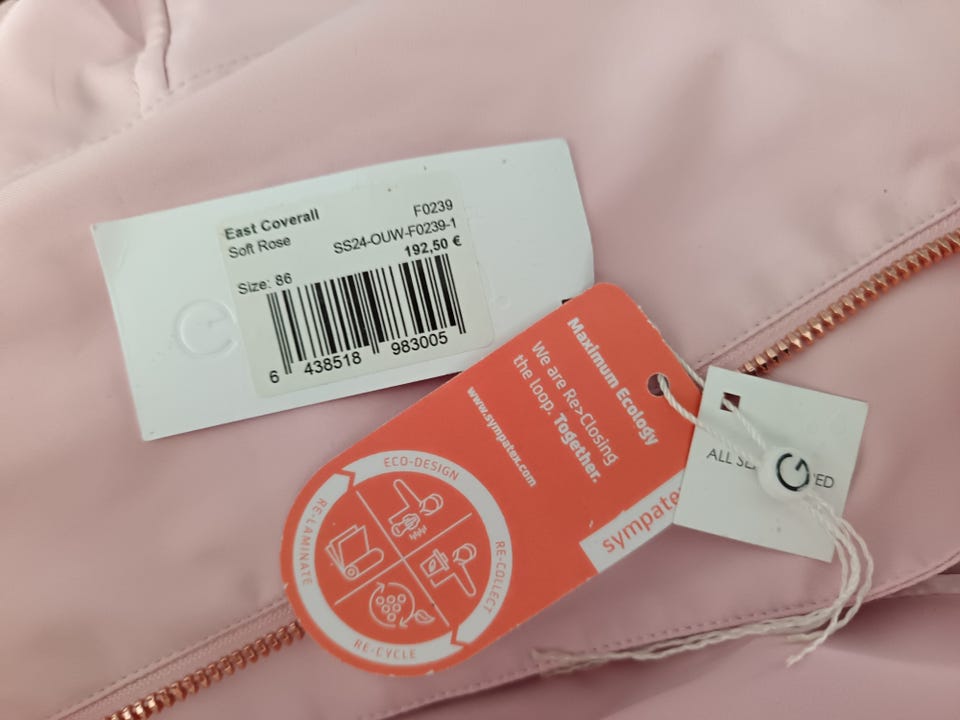 East Coverall
F0239
Soft Rose
SS24-OUW-F0239-1
192,50 €
Size: 86
6 438518 983005
Maximum Ecology
We are Re>Closing
the loop. Together.
www.sympatex.com
sympatex
ECO-DESIGN
RE-COLLECT
RE-CYCLE
RE-LAMINATE
ALL
G